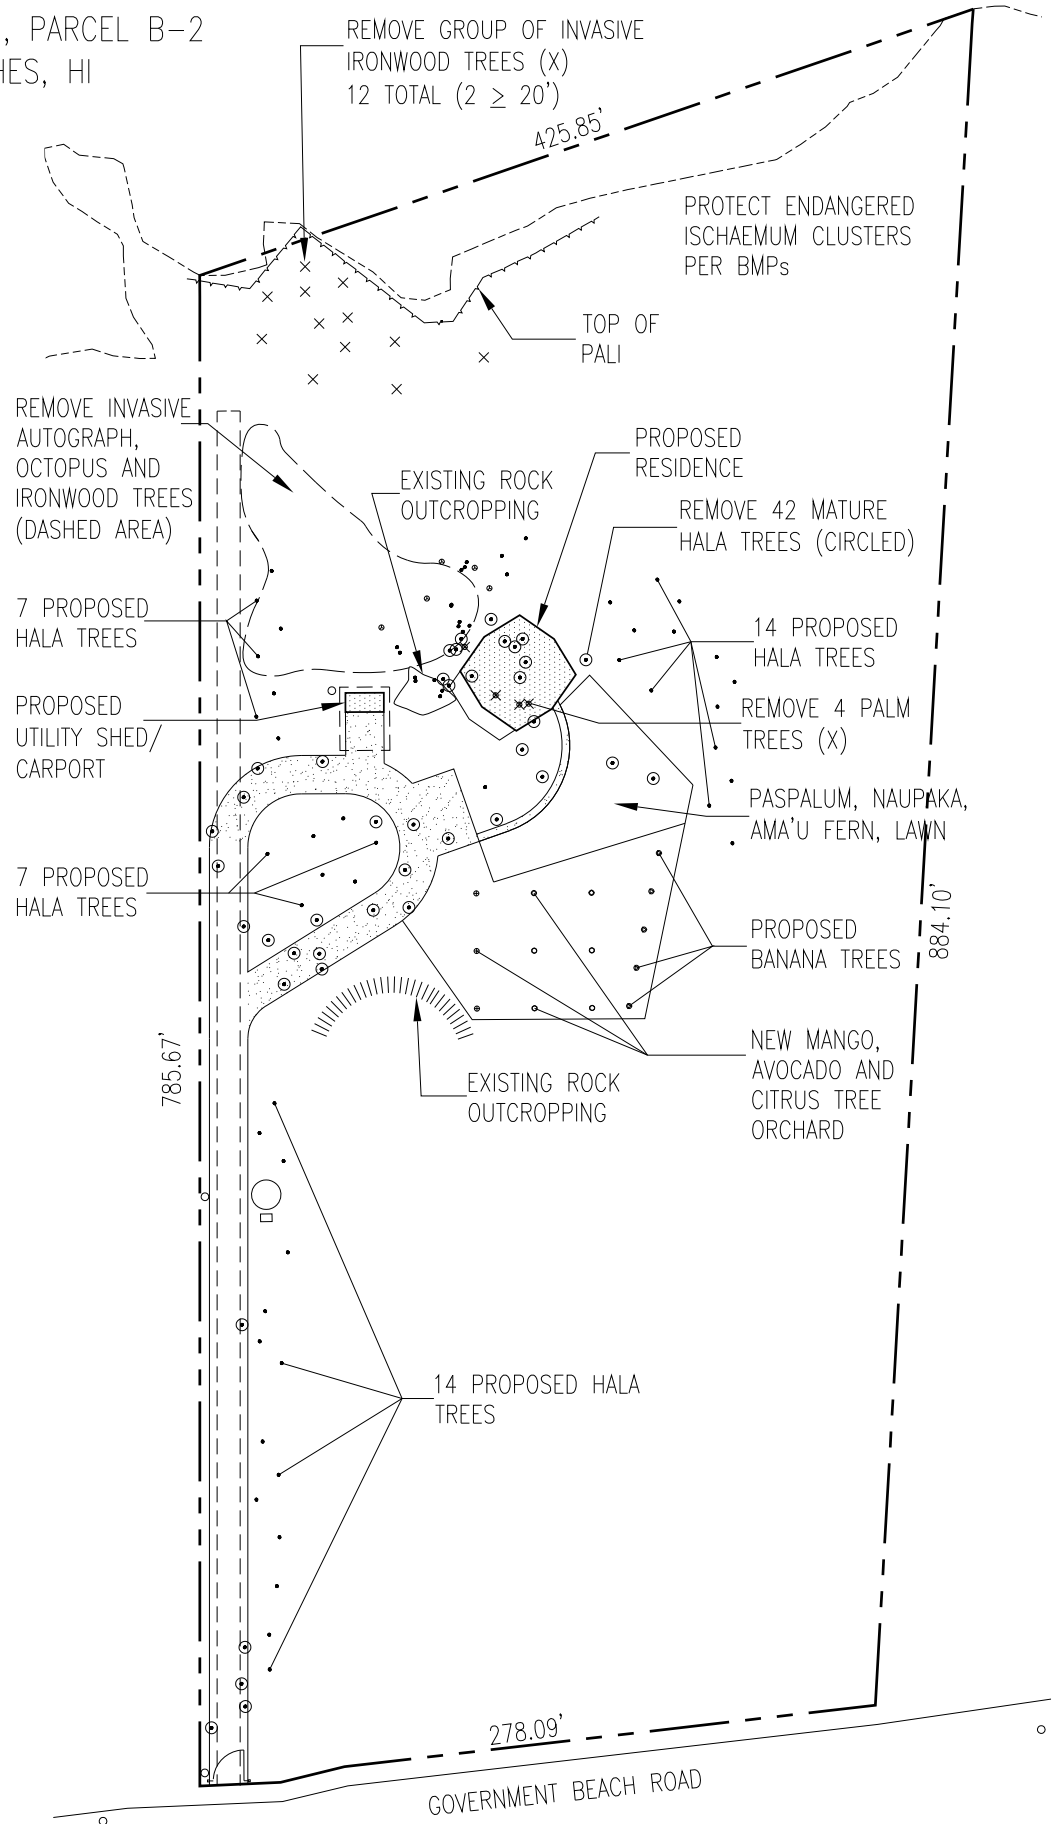 , PARCEL B-2
HES, HI
REMOVE GROUP OF INVASIVE
IRONWOOD TREES (X)
12 TOTAL (2 ≥ 20')
425.85'
PROTECT ENDANGERED
ISCHAEMUM CLUSTERS
PER BMPs
TOP OF
PALI
REMOVE INVASIVE
AUTOGRAPH,
OCTOPUS AND
IRONWOOD TREES
(DASHED AREA)
EXISTING ROCK
OUTCROPPING
PROPOSED
RESIDENCE
REMOVE 42 MATURE
HALA TREES (CIRCLED)
7 PROPOSED
HALA TREES
14 PROPOSED
HALA TREES
PROPOSED
UTILITY SHED/
CARPORT
REMOVE 4 PALM
TREES (X)
PASPALUM, NAUPAKA,
AMA'U FERN, LAWN
7 PROPOSED
HALA TREES
884.10'
PROPOSED
BANANA TREES
785.67'
NEW MANGO,
AVOCADO AND
CITRUS TREE
ORCHARD
EXISTING ROCK
OUTCROPPING
14 PROPOSED HALA
TREES
278.09'
GOVERNMENT BEACH ROAD